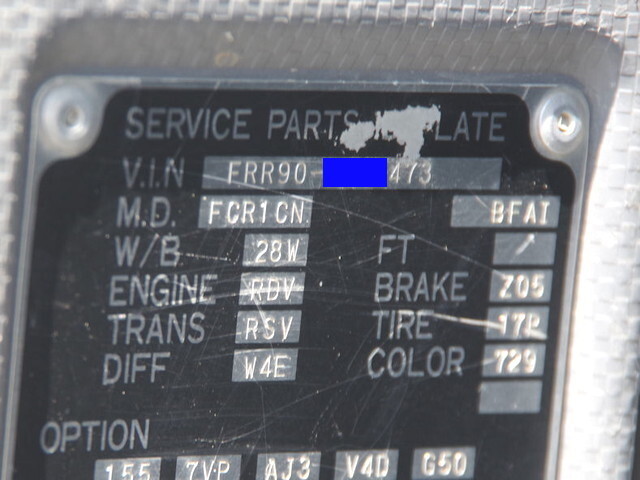 SERVICE PARTS LATE
V.I.N FRR90- 473
M.D. FCR1CN BFAI
W/B 28W FT
ENGINE RDV BRAKE Z05
TRANS RSV TIRE 17R
DIFF W4E COLOR 729
OPTION
155 7VP AJ3 V4D G50